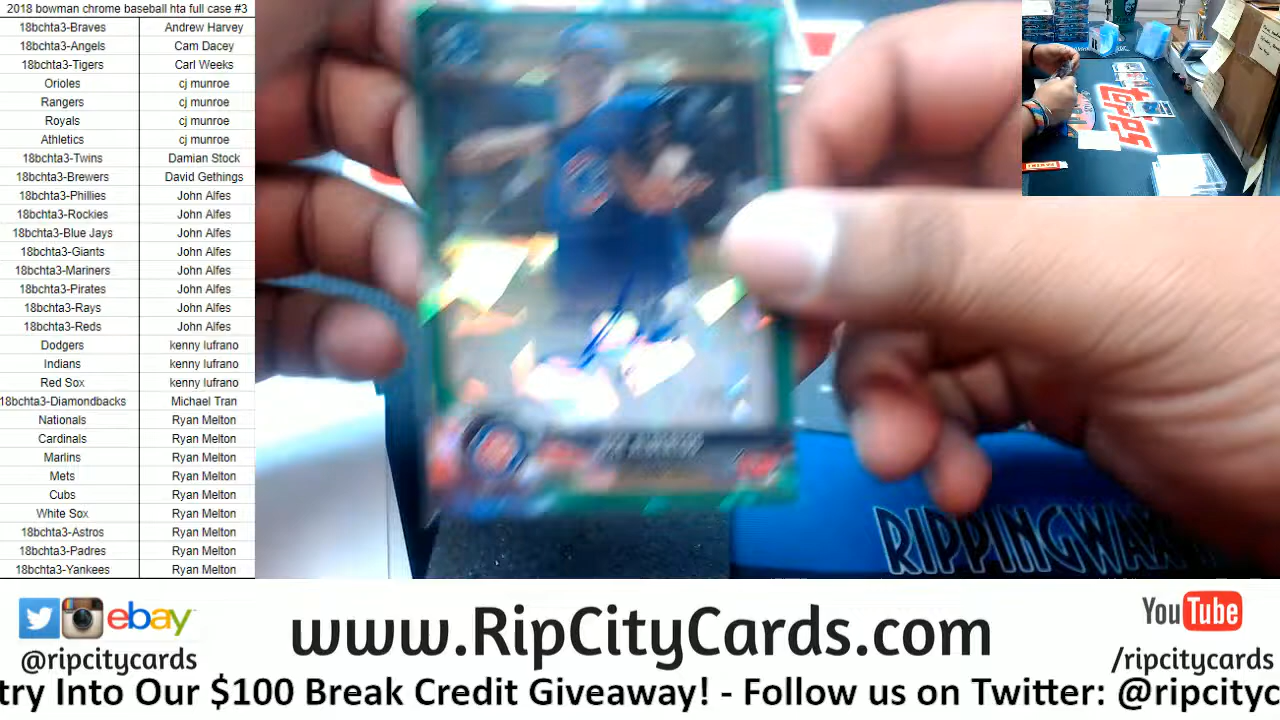 2018 bowman chrome baseball hta full case #3
18bchta3-Braves Andrew Harvey
18bchta3-Angels Cam Dacey
18bchta3-Tigers Carl Weeks
Orioles cj munroe
Rangers cj munroe
Royals cj munroe
Athletics cj munroe
18bchta3-Twins Damian Stock
18bchta3-Brewers David Gethings
18bchta3-Phillies John Alfes
18bchta3-Rockies John Alfes
18bchta3-Blue Jays John Alfes
18bchta3-Giants John Alfes
18bchta3-Mariners John Alfes
18bchta3-Pirates John Alfes
18bchta3-Rays John Alfes
18bchta3-Reds John Alfes
Dodgers kenny lufrano
Indians kenny lufrano
Red Sox kenny lufrano
18bchta3-Diamondbacks Michael Tran
Nationals Ryan Melton
Cardinals Ryan Melton
Marlins Ryan Melton
Mets Ryan Melton
Cubs Ryan Melton
White Sox Ryan Melton
18bchta3-Astros Ryan Melton
18bchta3-Padres Ryan Melton
18bchta3-Yankees Ryan Melton
topps
RIPPINGWAX
ebay
@ripcitycards
www.RipCityCards.com
YouTube
/ripcitycards
try Into Our $100 Break Credit Giveaway! - Follow us on Twitter: @ripcityc